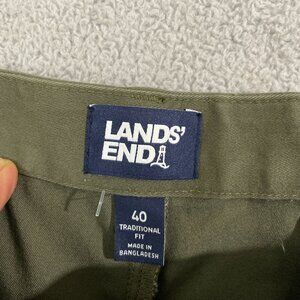 LANDS'
END
40
TRADITIONAL
FIT
MADE IN
BANGLADESH